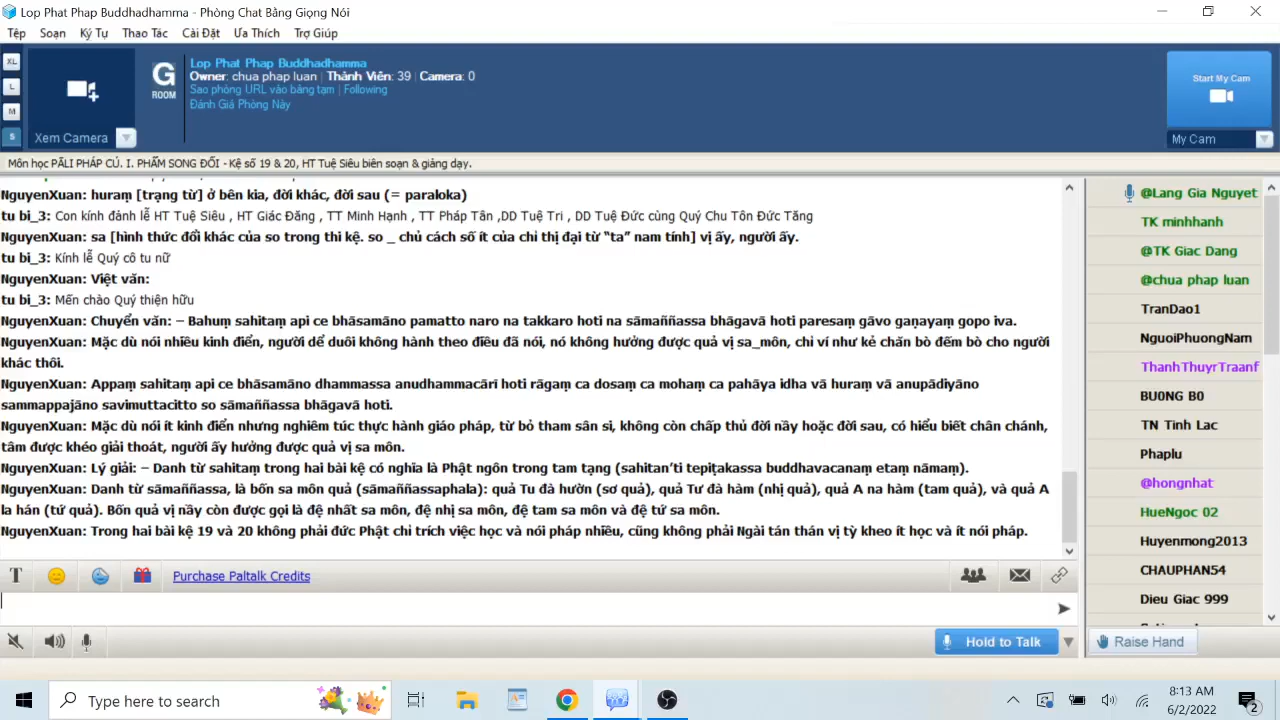 Lop Phat Phap Buddhadhamma - Phòng Chat Bằng Giọng Nói
Tệp Soạn Ký Tự Thao Tác Cài Đặt Ưa Thích Trợ Giúp
XL
L
M
S
Xem Camera
G
ROOM
Lop Phat Phap Buddhadhamma
Owner: chua phap luan | Thành Viên: 39 | Camera: 0
Sao phòng URL vào bảng tạm | Following
Đánh Giá Phòng Này
Start My Cam
My Cam
Môn học PĀLI PHÁP CÚ. I. PHẨM SONG ĐỐI - Kệ số 19 & 20, HT Tuệ Siêu biên soạn & giảng dạy.
NguyenXuan: huraṃ [trạng từ] ở bên kia, đời khác, đời sau (= paraloka)
tu bi_3: Con kính đảnh lễ HT Tuệ Siêu , HT Giác Đăng , TT Minh Hạnh , TT Pháp Tân ,DD Tuệ Tri , DD Tuệ Đức cùng Quý Chu Tôn Đức Tăng
NguyenXuan: sa [hình thức đổi khác của so trong thi kệ. so _ chủ cách số ít của chỉ thị đại từ “ta” nam tính] vị ấy, người ấy.
tu bi_3: Kính lễ Quý cô tu nữ
NguyenXuan: Việt văn:
tu bi_3: Mến chào Quý thiện hữu
NguyenXuan: Chuyển văn: – Bahuṃ sahitaṃ api ce bhāsamāno pamatto naro na takkaro hoti na sāmaññassa bhāgavā hoti paresaṃ gāvo gaṇayaṃ gopo iva.
NguyenXuan: Mặc dù nói nhiều kinh điển, người dể duôi không hành theo điều đã nói, nó không hưởng được quả vị sa_môn, chỉ ví như kẻ chăn bò đếm bò cho người
khác thôi.
NguyenXuan: Appaṃ sahitaṃ api ce bhāsamāno dhammassa anudhammacārī hoti rāgaṃ ca dosaṃ ca mohaṃ ca pahāya idha vā huraṃ vā anupādiyāno
sammappajāno savimuttacitto so sāmaññassa bhāgavā hoti.
NguyenXuan: Mặc dù nói ít kinh điển nhưng nghiêm túc thực hành giáo pháp, từ bỏ tham sân si, không còn chấp thủ đời nầy hoặc đời sau, có hiểu biết chân chánh,
tâm được khéo giải thoát, người ấy hưởng được quả vị sa môn.
NguyenXuan: Lý giải: – Danh từ sahitaṃ trong hai bài kệ có nghĩa là Phật ngôn trong tam tạng (sahitan’ti tepiṭakassa buddhavacanaṃ etaṃ nāmaṃ).
NguyenXuan: Danh từ sāmaññassa, là bốn sa môn quả (sāmaññassaphala): quả Tu đà hườn (sơ quả), quả Tư đà hàm (nhị quả), quả A na hàm (tam quả), và quả A
la hán (tứ quả). Bốn quả vị nầy còn được gọi là đệ nhất sa môn, đệ nhị sa môn, đệ tam sa môn và đệ tứ sa môn.
NguyenXuan: Trong hai bài kệ 19 và 20 không phải đức Phật chỉ trích việc học và nói pháp nhiều, cũng không phải Ngài tán thán vị tỳ kheo ít học và ít nói pháp.
@Lang Gia Nguyet
TK minhhanh
@TK Giac Dang
@chua phap luan
TranDao1
NguoiPhuongNam
ThanhThuyrTraanf
BU0NG B0
TN Tinh Lac
Phaplu
@hongnhat
HueNgoc 02
Huyenmong2013
CHAUPHAN54
Dieu Giac 999
T
Purchase Paltalk Credits
Hold to Talk
Raise Hand
Type here to search
8:13 AM
6/2/2022
2